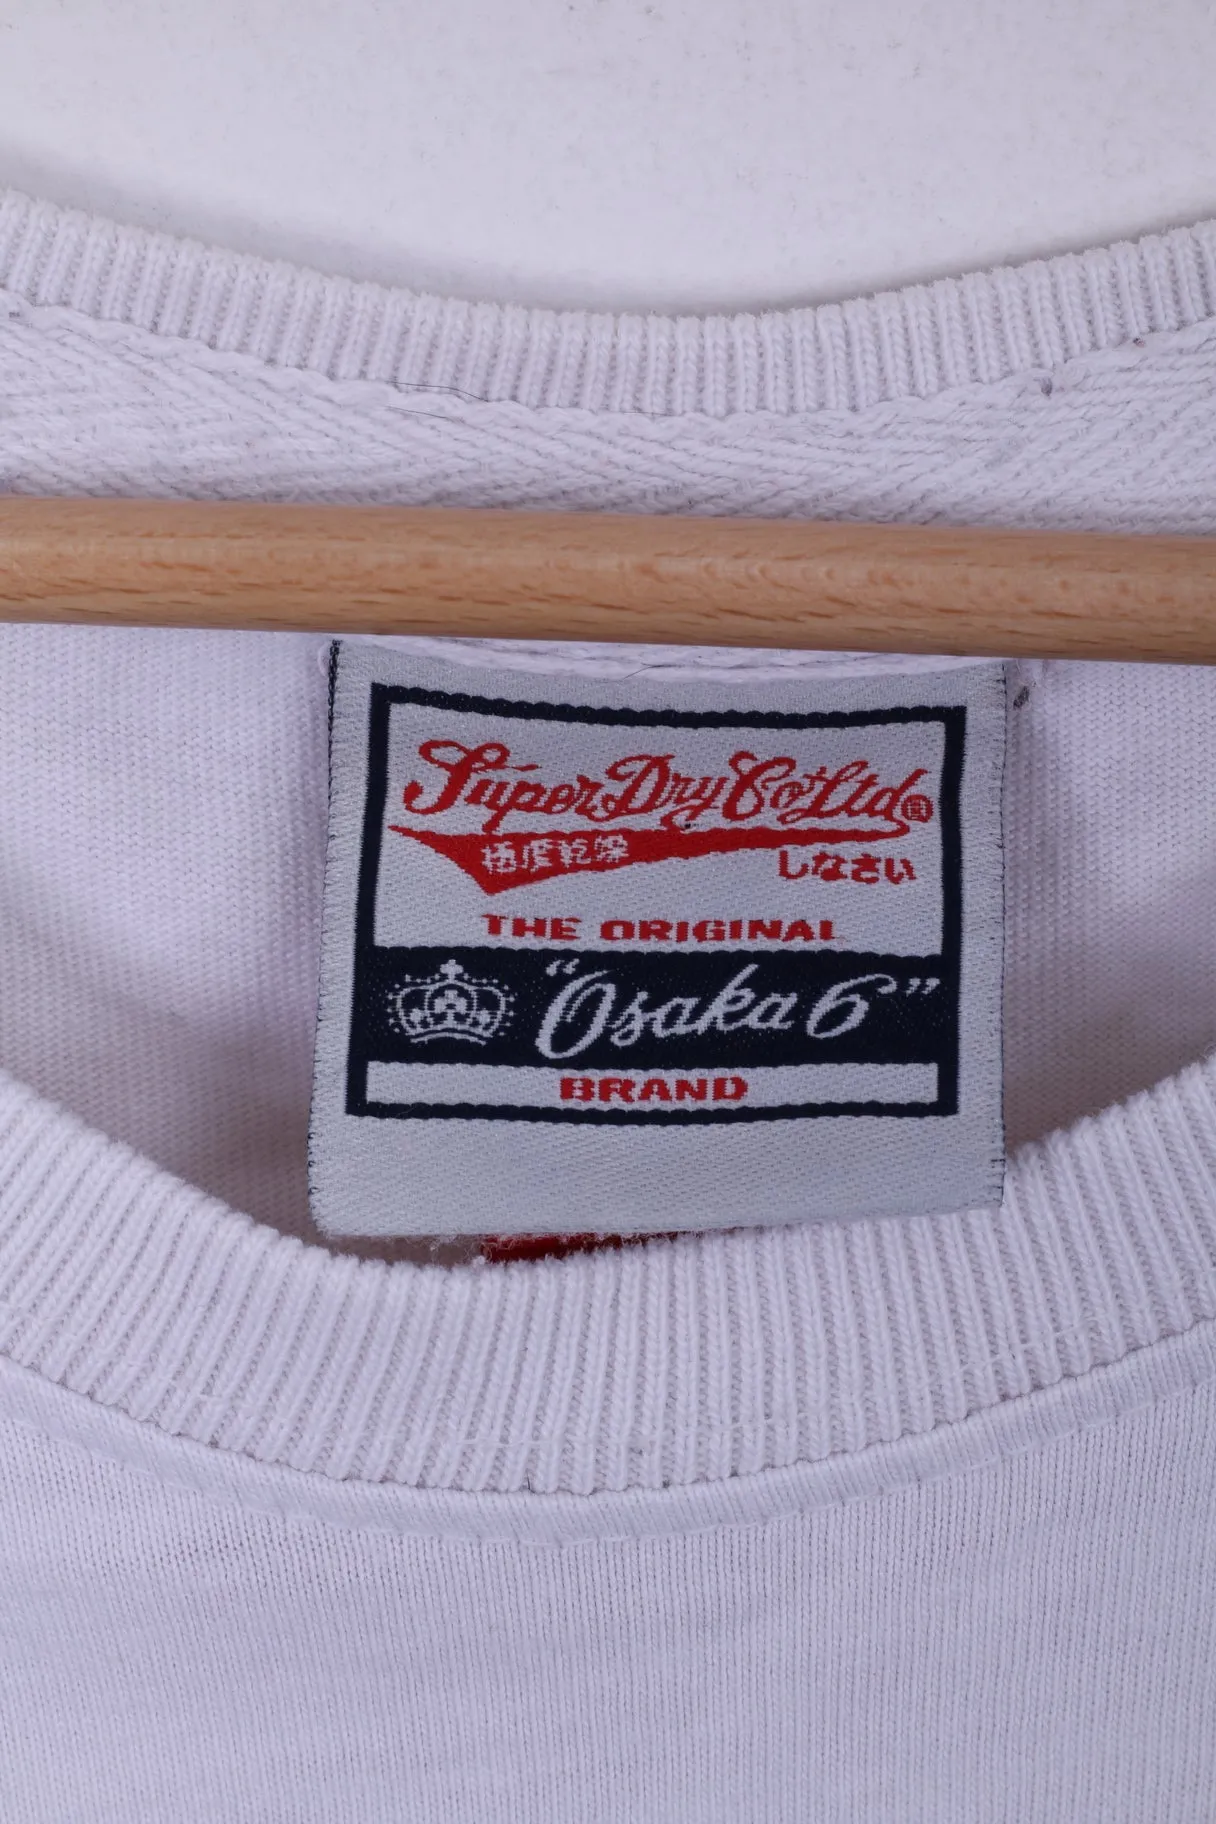 SuperDry Co Ltd ®
極度乾燥
しなさい
THE ORIGINAL
"Osaka 6"
BRAND